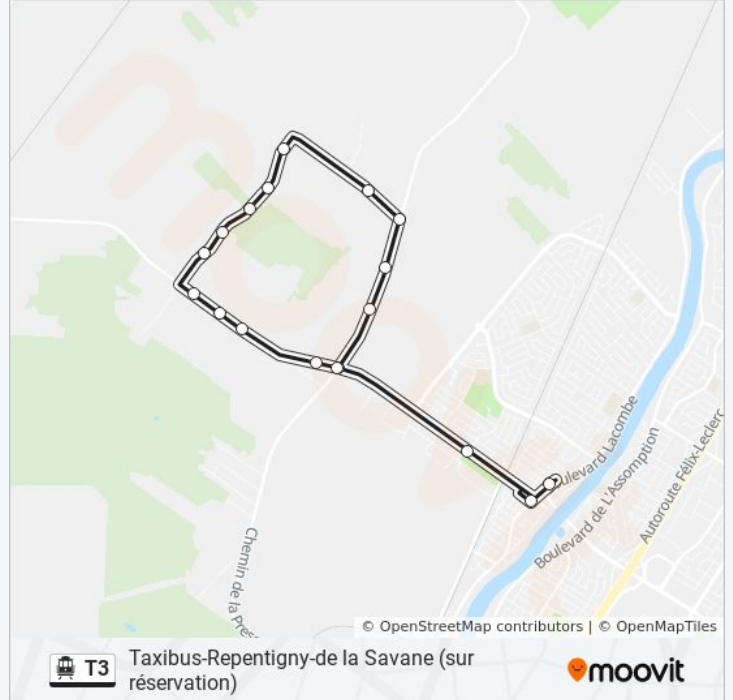 oulevard Lacombe
Boulevard de L'Assomption
Autoroute Félix-Leclerc
Chemin de la Pres
© OpenStreetMap contributors | © OpenMapTiles
T3
Taxibus-Repentigny-de la Savane (sur
réservation)
moovit